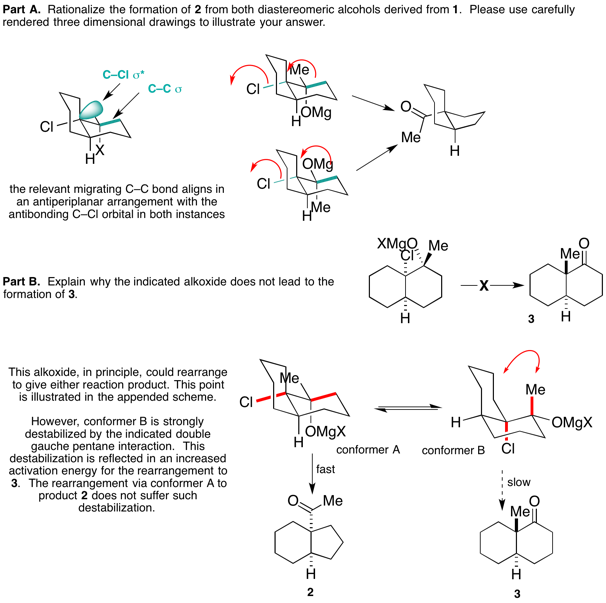 Part A. Rationalize the formation of 2 from both diastereomeric alcohols derived from 1. Please use carefully
rendered three dimensional drawings to illustrate your answer.
C–Cl σ*
C–C σ
Cl
X
H
Me
Cl
OMg
H
O
Me
H
OMg
Cl
Me
H
the relevant migrating C–C bond aligns in
an antiperiplanar arrangement with the
antibonding C–Cl orbital in both instances
Part B. Explain why the indicated alkoxide does not lead to the
formation of 3.
XMgO
Me
Cl
H
X
O
Me
H
3
This alkoxide, in principle, could rearrange
to give either reaction product. This point
is illustrated in the appended scheme.
However, conformer B is strongly
destabilized by the indicated double
gauche pentane interaction. This
destabilization is reflected in an increased
activation energy for the rearrangement to
3. The rearrangement via conformer A to
product 2 does not suffer such
destabilization.
Me
Cl
OMgX
H
conformer A
Me
H
OMgX
Cl
conformer B
fast
slow
O
Me
H
2
O
Me
H
3